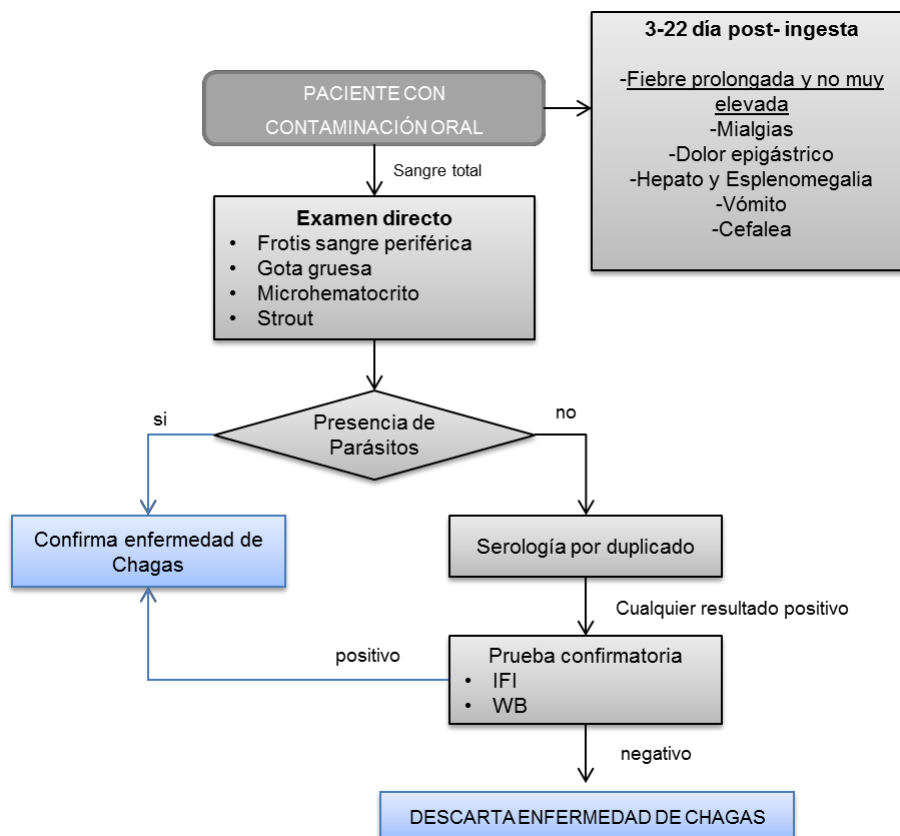 PACIENTE CON
CONTAMINACIÓN ORAL
3-22 día post- ingesta
-Fiebre prolongada y no muy
elevada
-Mialgias
-Dolor epigástrico
-Hepato y Esplenomegalia
-Vómito
-Cefalea
Sangre total
Examen directo
• Frotis sangre periférica
• Gota gruesa
• Microhematocrito
• Strout
si
Presencia de
Parásitos
no
Confirma enfermedad de
Chagas
Serología por duplicado
Cualquier resultado positivo
positivo
Prueba confirmatoria
• IFI
• WB
negativo
DESCARTA ENFERMEDAD DE CHAGAS